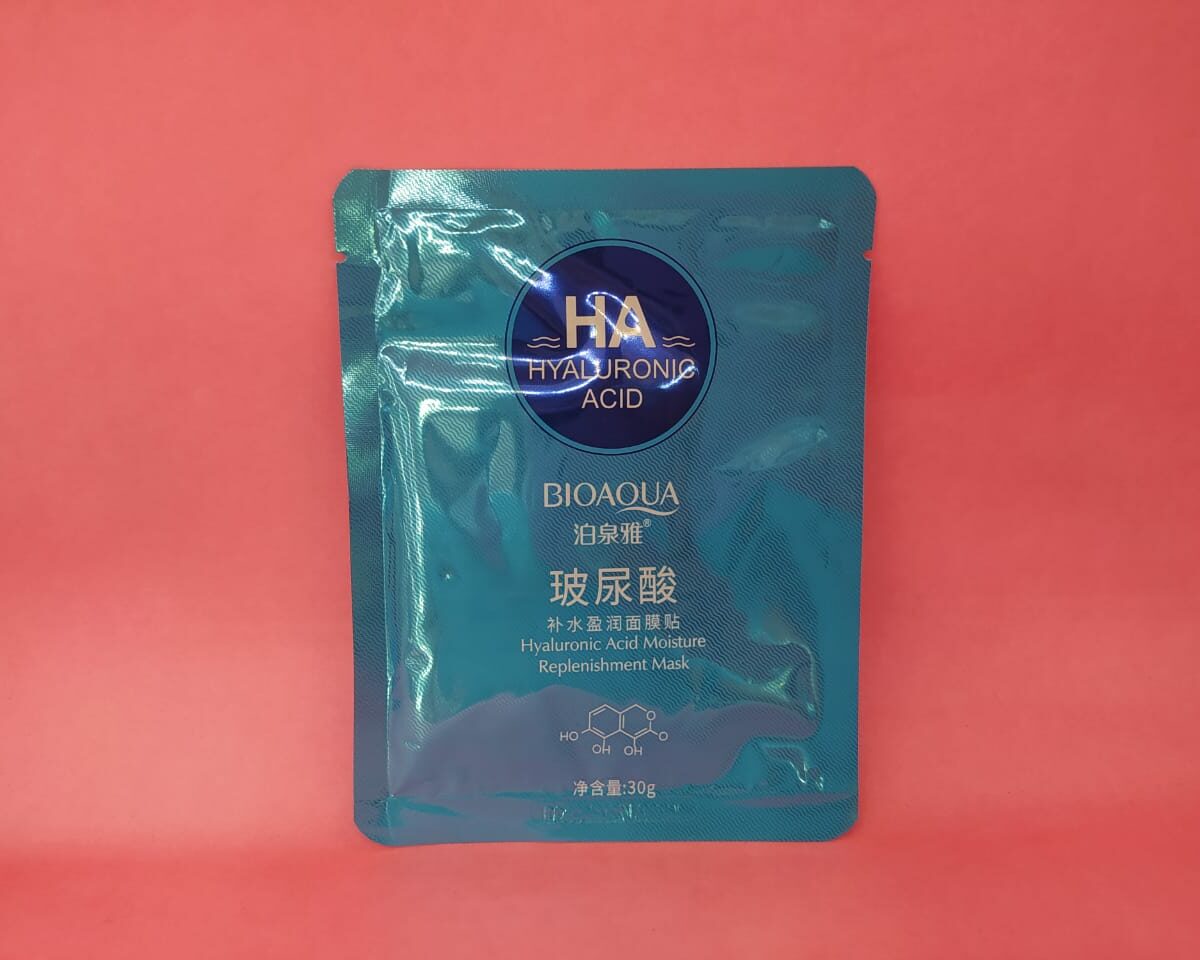 HA
HYALURONIC
ACID
BIOAQUA
泊泉雅®
玻尿酸
补水盈润面膜贴
Hyaluronic Acid Moisture
Replenishment Mask
O
HO
O
OH
OH
净含量:30g